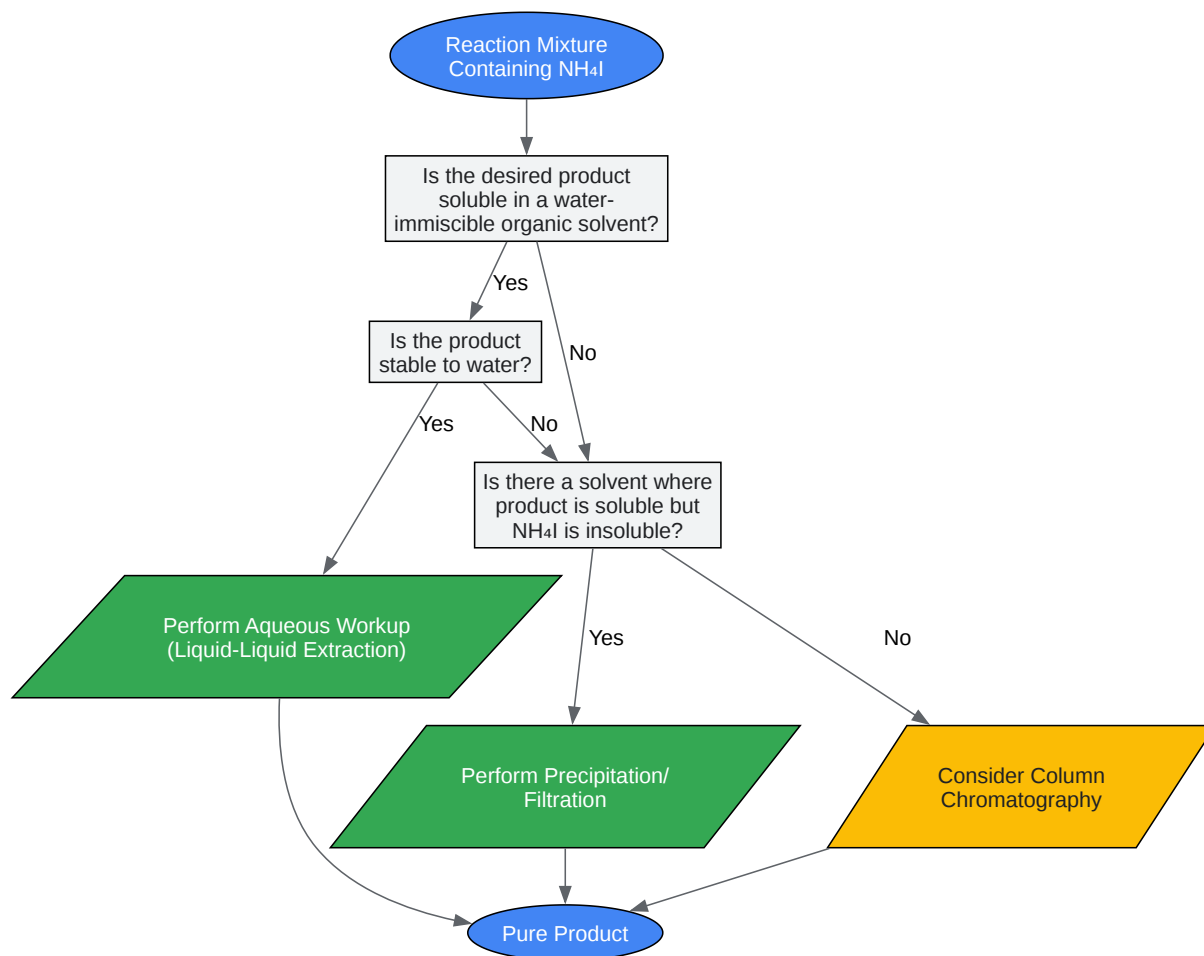 Reaction Mixture
Containing NH₄I
Is the desired product
soluble in a water-
immiscible organic solvent?
Yes
No
Is the product
stable to water?
Yes
No
Is there a solvent where
product is soluble but
NH₄I is insoluble?
Yes
No
Perform Aqueous Workup
(Liquid-Liquid Extraction)
Perform Precipitation/
Filtration
Consider Column
Chromatography
Pure Product